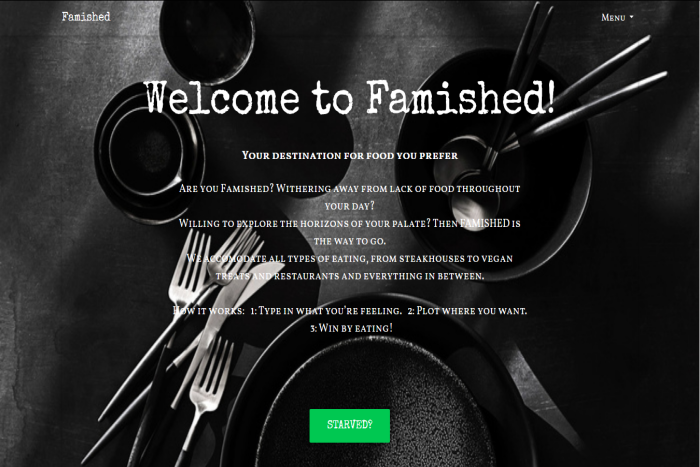 Famished
Menu
Welcome to Famished!
Your destination for food you prefer
Are you Famished? Withering away from lack of food throughout
your day?
Willing to explore the horizons of your palate? Then FAMISHED is
the way to go.
We accomodate all types of eating, from steakhouses to vegan
treats and restaurants and everything in between.
How it works: 1: Type in what you're feeling. 2: Plot where you want.
3: Win by eating!
STARVED?